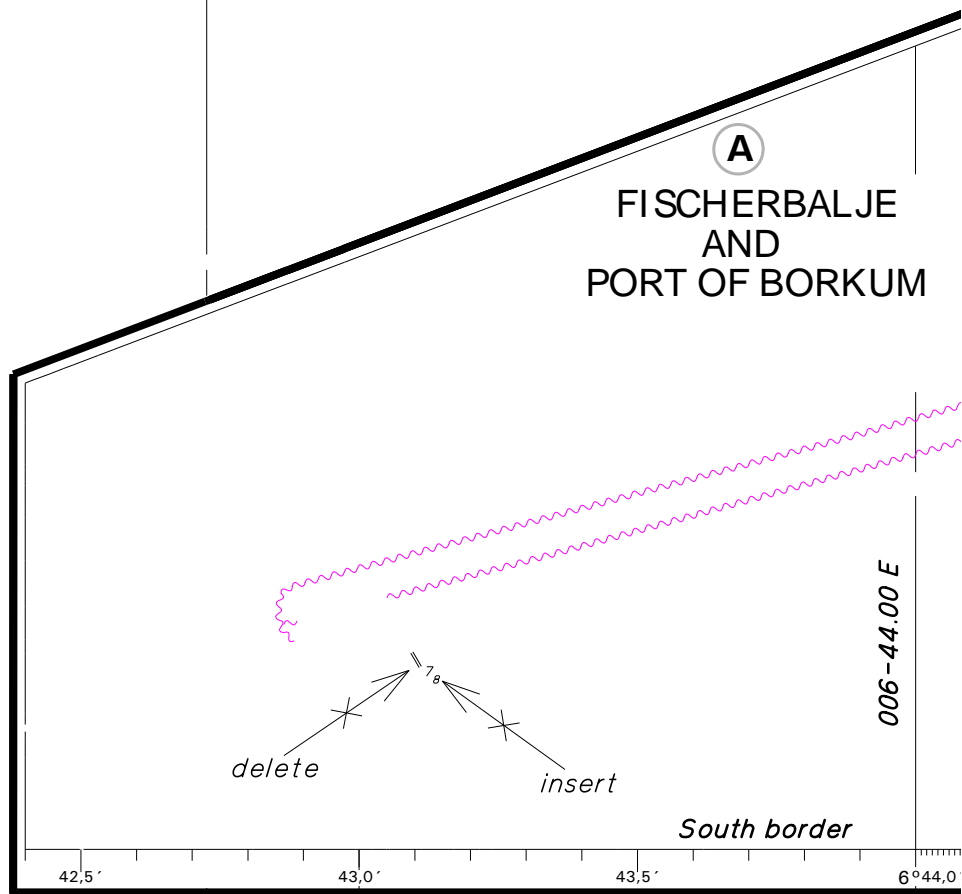 A
FISCHERBALJE
AND
PORT OF BORKUM
006-44.00 E
7₈
delete
insert
South border
42,5′ 43,0′ 43,5′ 6°44,0′